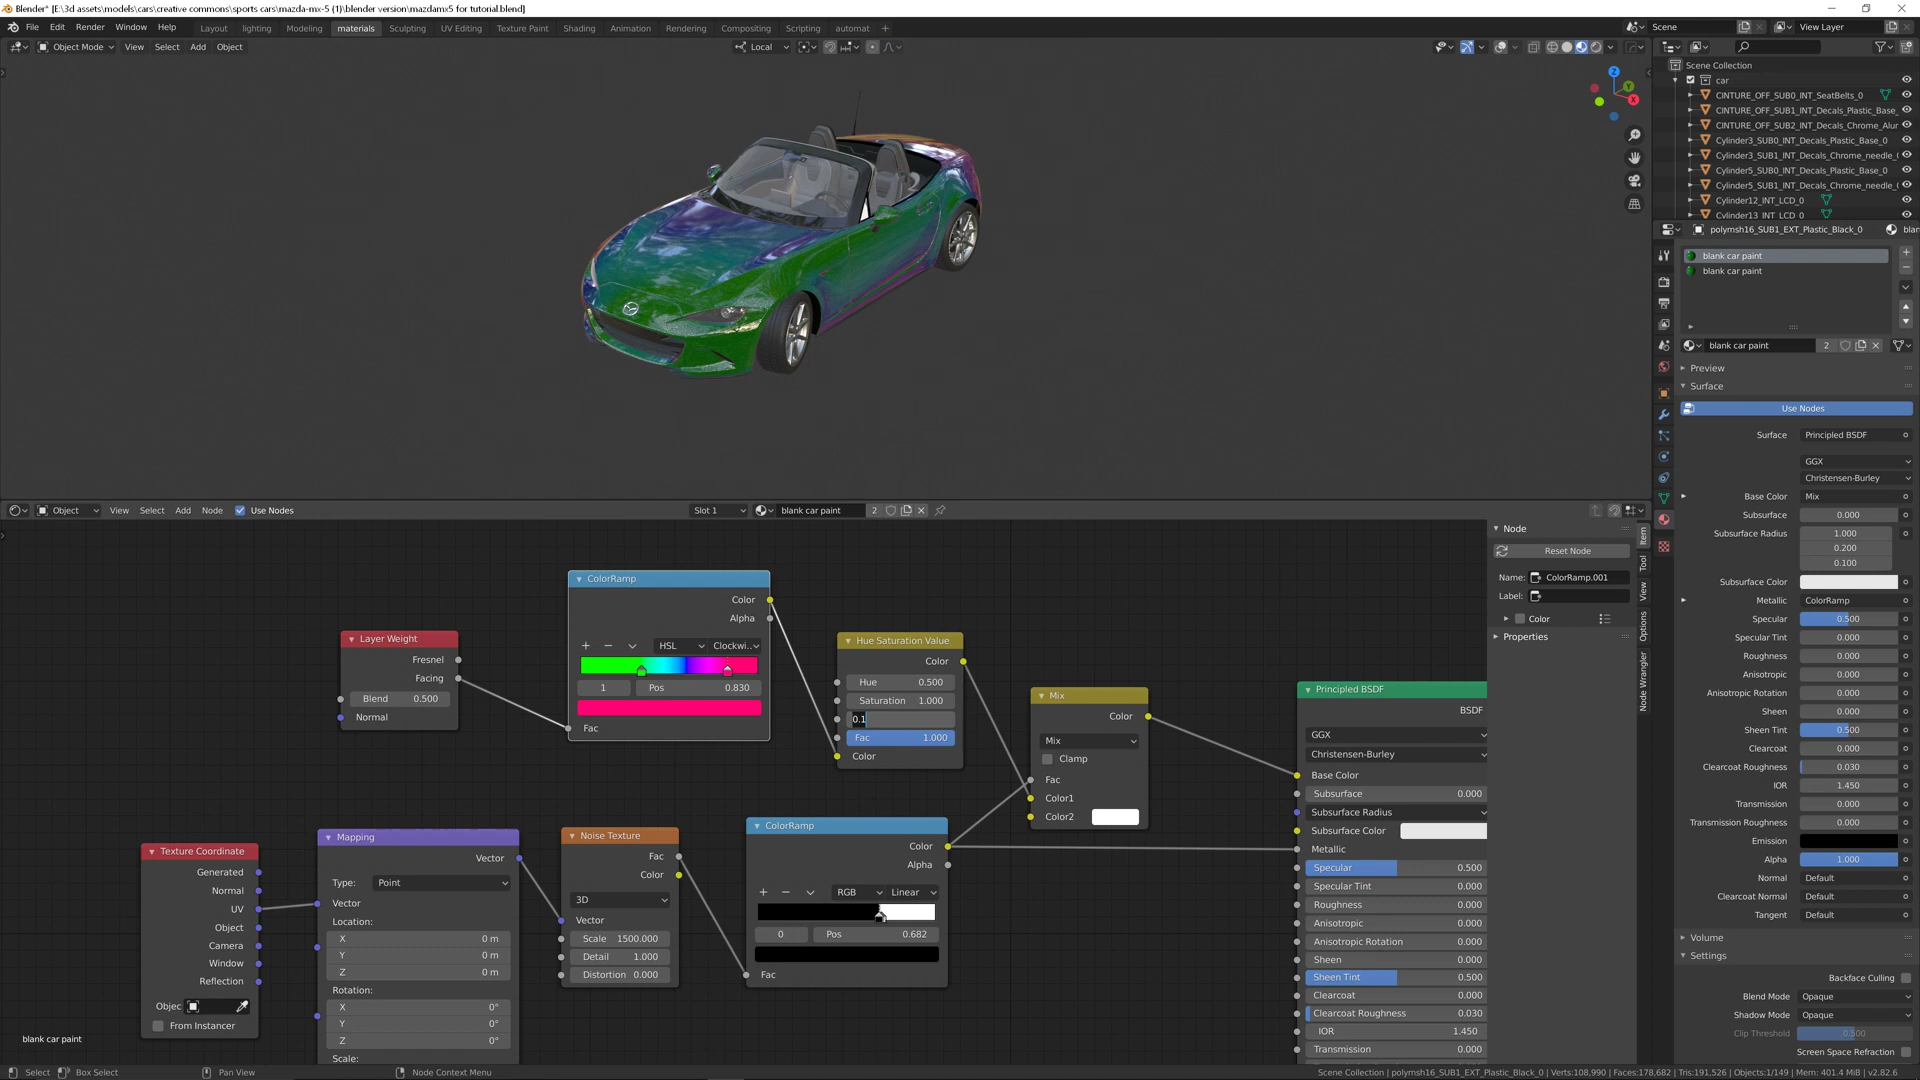 Blender* [E:\3d assets\models\cars\creative commons\sports cars\mazda-mx-5 (1)\blender version\mazdamx5 for tutorial.blend]
File Edit Render Window Help Layout lighting Modeling materials Sculpting UV Editing Texture Paint Shading Animation Rendering Compositing Scripting automat + Scene View Layer
Object Mode View Select Add Object Local
Z Y X
Scene Collection
car
CINTURE_OFF_SUB0_INT_SeatBelts_0
CINTURE_OFF_SUB1_INT_Decals_Plastic_Base_
CINTURE_OFF_SUB2_INT_Decals_Chrome_Alur
Cylinder3_SUB0_INT_Decals_Plastic_Base_0
Cylinder3_SUB1_INT_Decals_Chrome_needle_(
Cylinder5_SUB0_INT_Decals_Plastic_Base_0
Cylinder5_SUB1_INT_Decals_Chrome_needle_(
Cylinder12_INT_LCD_0
Cylinder13_INT_LCD_0
polymsh16_SUB1_EXT_Plastic_Black_0 blan
blank car paint
blank car paint
blank car paint 2
Preview
Surface
Use Nodes
Surface Principled BSDF
GGX
Christensen-Burley
Base Color Mix
Subsurface 0.000
Subsurface Radius 1.000
0.200
0.100
Subsurface Color
Metallic ColorRamp
Specular 0.500
Specular Tint 0.000
Roughness 0.000
Anisotropic 0.000
Anisotropic Rotation 0.000
Sheen 0.000
Sheen Tint 0.500
Clearcoat 0.000
Clearcoat Roughness 0.030
IOR 1.450
Transmission 0.000
Transmission Roughness 0.000
Emission
Alpha 1.000
Normal Default
Clearcoat Normal Default
Tangent Default
Volume
Settings
Backface Culling
Blend Mode Opaque
Shadow Mode Opaque
Clip Threshold 0.500
Screen Space Refraction
Object View Select Add Node Use Nodes Slot 1 blank car paint 2
Node
Reset Node
Name: ColorRamp.001
Label:
Color
Properties
Item
Tool
View
Options
Node Wrangler
Layer Weight
Fresnel
Facing
Blend 0.500
Normal
ColorRamp
Color
Alpha
+ − HSL Clockwi..
1 Pos 0.830
Fac
Hue Saturation Value
Color
Hue 0.500
Saturation 1.000
0.1
Fac 1.000
Color
Mix
Color
Mix
Clamp
Fac
Color1
Color2
Principled BSDF
BSDF
GGX
Christensen-Burley
Base Color
Subsurface 0.000
Subsurface Radius
Subsurface Color
Metallic
Specular 0.500
Specular Tint 0.000
Roughness 0.000
Anisotropic 0.000
Anisotropic Rotation 0.000
Sheen 0.000
Sheen Tint 0.500
Clearcoat 0.000
Clearcoat Roughness 0.030
IOR 1.450
Transmission 0.000
Texture Coordinate
Generated
Normal
UV
Object
Camera
Window
Reflection
Objec
From Instancer
Mapping
Vector
Type: Point
Vector
Location:
X 0 m
Y 0 m
Z 0 m
Rotation:
X 0°
Y 0°
Z 0°
Scale:
Noise Texture
Fac
Color
3D
Vector
Scale 1500.000
Detail 1.000
Distortion 0.000
ColorRamp
Color
Alpha
+ − RGB Linear
0 Pos 0.682
Fac
blank car paint
Select Box Select Pan View Node Context Menu
Scene Collection | polymsh16_SUB1_EXT_Plastic_Black_0 | Verts:108,990 | Faces:178,682 | Tris:191,526 | Objects:1/149 | Mem: 401.4 MiB | v2.82.6